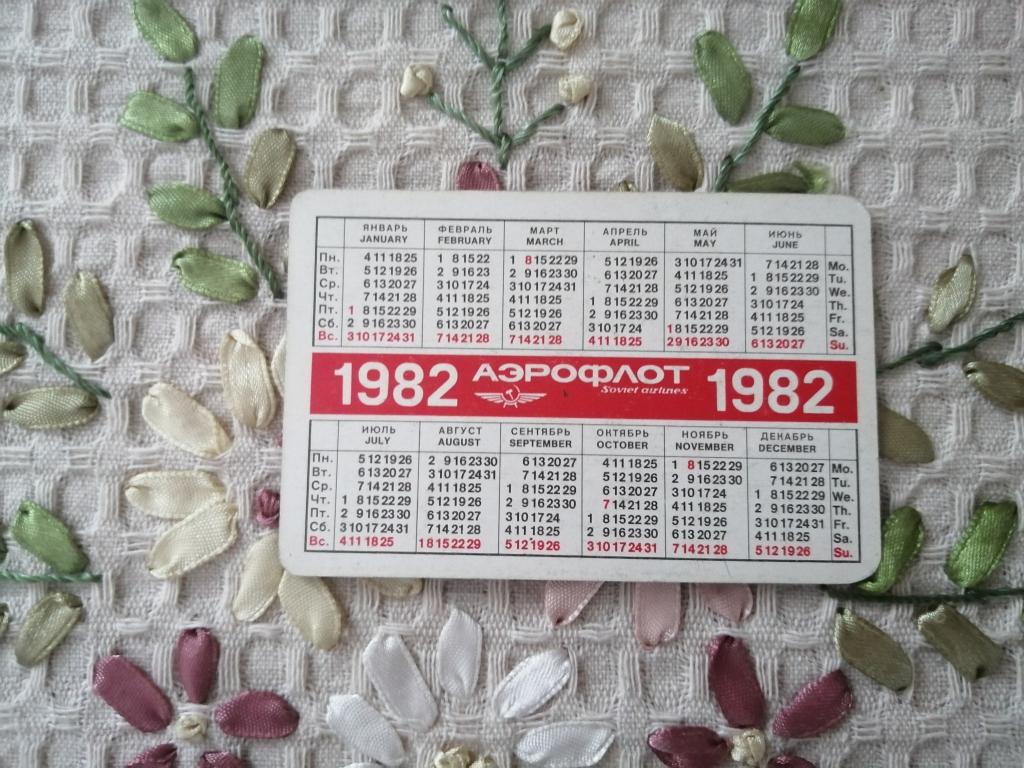 ЯНВАРЬ ФЕВРАЛЬ МАРТ АПРЕЛЬ МАЙ ИЮНЬ
JANUARY FEBRUARY MARCH APRIL MAY JUNE
Пн. 4 11 18 25 1 8 15 22 1 8 15 22 29 5 12 19 26 3 10 17 24 31 7 14 21 28 Mo.
Вт. 5 12 19 26 2 9 16 23 2 9 16 23 30 6 13 20 27 4 11 18 25 1 8 15 22 29 Tu.
Ср. 6 13 20 27 3 10 17 24 3 10 17 24 31 7 14 21 28 5 12 19 26 2 9 16 23 30 We.
Чт. 7 14 21 28 4 11 18 25 4 11 18 25 1 8 15 22 29 6 13 20 27 3 10 17 24 Th.
Пт. 1 8 15 22 29 5 12 19 26 5 12 19 26 2 9 16 23 30 7 14 21 28 4 11 18 25 Fr.
Сб. 2 9 16 23 30 6 13 20 27 6 13 20 27 3 10 17 24 1 8 15 22 29 5 12 19 26 Sa.
Вс. 3 10 17 24 31 7 14 21 28 7 14 21 28 4 11 18 25 2 9 16 23 30 6 13 20 27 Su.
1982 АЭРОФЛОТ 1982
Soviet airlines
ИЮЛЬ АВГУСТ СЕНТЯБРЬ ОКТЯБРЬ НОЯБРЬ ДЕКАБРЬ
JULY AUGUST SEPTEMBER OCTOBER NOVEMBER DECEMBER
Пн. 5 12 19 26 2 9 16 23 30 6 13 20 27 4 11 18 25 1 8 15 22 29 6 13 20 27 Mo.
Вт. 6 13 20 27 3 10 17 24 31 7 14 21 28 5 12 19 26 2 9 16 23 30 7 14 21 28 Tu.
Ср. 7 14 21 28 4 11 18 25 1 8 15 22 29 6 13 20 27 3 10 17 24 1 8 15 22 29 We.
Чт. 1 8 15 22 29 5 12 19 26 2 9 16 23 30 7 14 21 28 4 11 18 25 2 9 16 23 30 Th.
Пт. 2 9 16 23 30 6 13 20 27 3 10 17 24 1 8 15 22 29 5 12 19 26 3 10 17 24 31 Fr.
Сб. 3 10 17 24 31 7 14 21 28 4 11 18 25 2 9 16 23 30 6 13 20 27 4 11 18 25 Sa.
Вс. 4 11 18 25 1 8 15 22 29 5 12 19 26 3 10 17 24 31 7 14 21 28 5 12 19 26 Su.